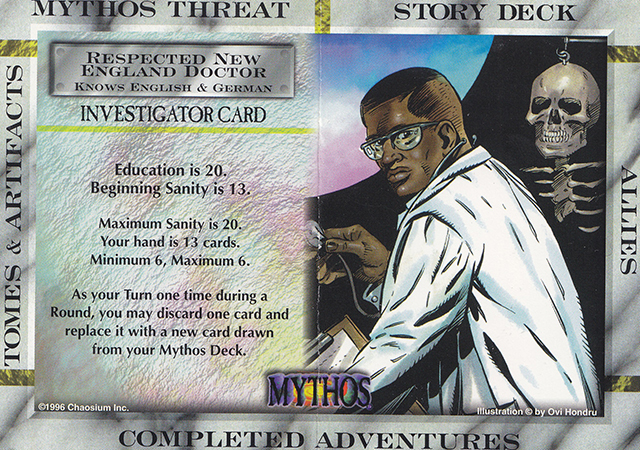 MYTHOS THREAT
STORY DECK
TOMES & ARTIFACTS
RESPECTED NEW
ENGLAND DOCTOR
KNOWS ENGLISH & GERMAN
INVESTIGATOR CARD
Education is 20.
Beginning Sanity is 13.
Maximum Sanity is 20.
Your hand is 13 cards.
Minimum 6, Maximum 6.
As your Turn one time during a
Round, you may discard one card and
replace it with a new card drawn
from your Mythos Deck.
ALLIES
MYTHOS
©1996 Chaosium Inc.
Illustration © by Ovi Hondru
COMPLETED ADVENTURES